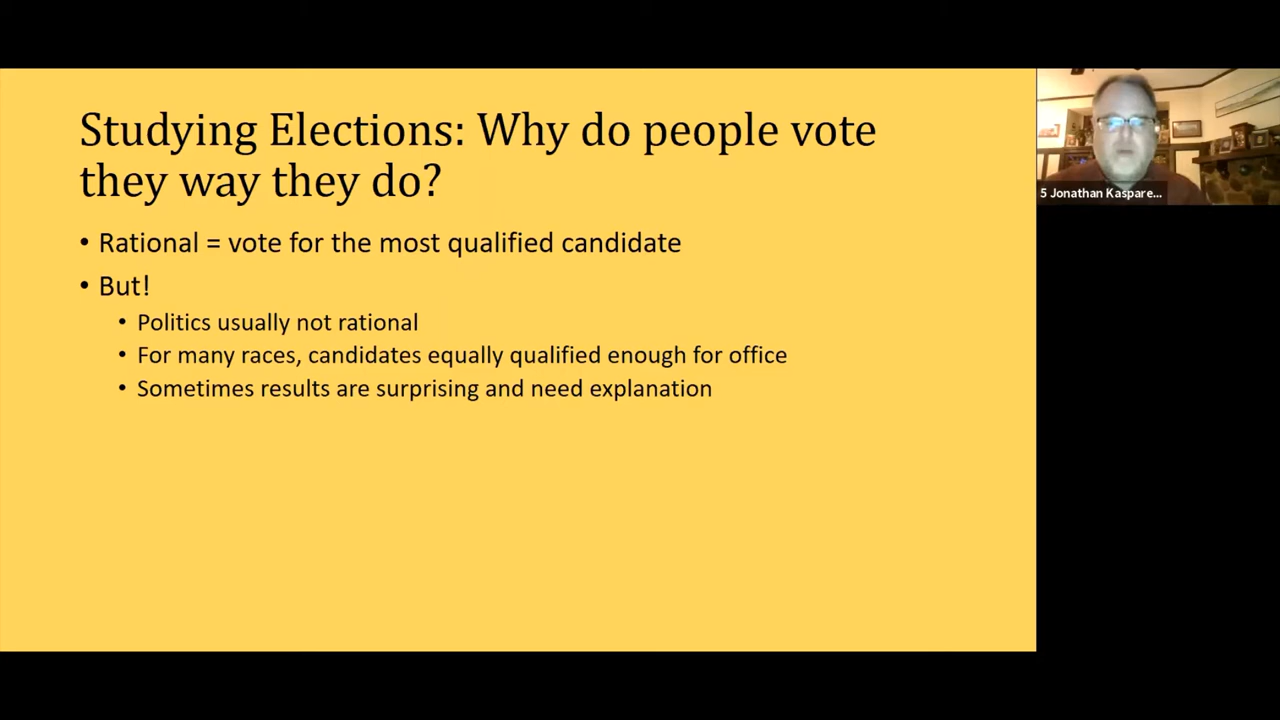 Studying Elections: Why do people vote
they way they do?
• Rational = vote for the most qualified candidate
• But!
• Politics usually not rational
• For many races, candidates equally qualified enough for office
• Sometimes results are surprising and need explanation
5 Jonathan Kaspare...